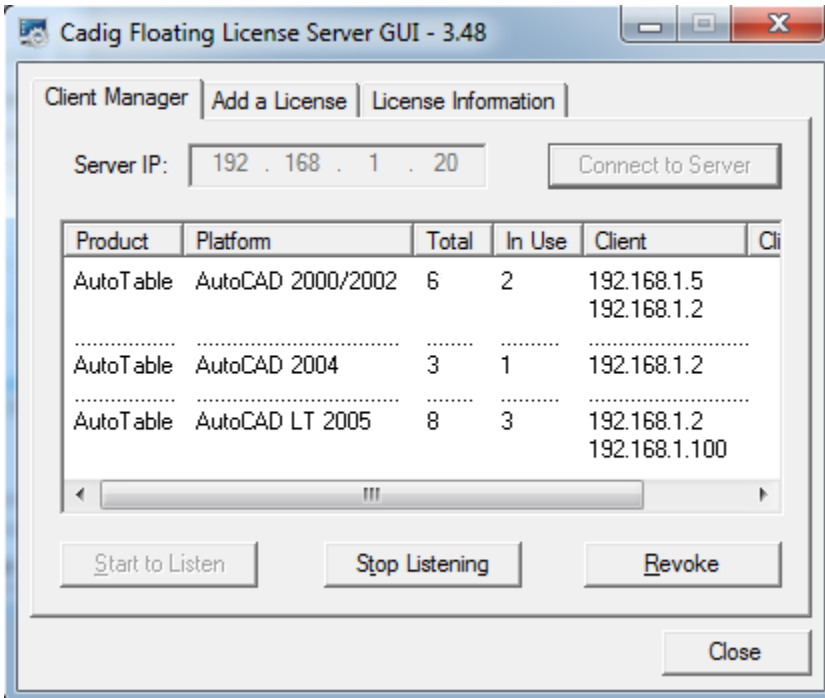 Cadig Floating License Server GUI - 3.48
Client Manager Add a License License Information
Server IP: 192 . 168 . 1 . 20 Connect to Server
Product Platform Total In Use Client Cli
AutoTable AutoCAD 2000/2002 6 2 192.168.1.5
192.168.1.2
AutoTable AutoCAD 2004 3 1 192.168.1.2
AutoTable AutoCAD LT 2005 8 3 192.168.1.2
192.168.1.100
Start to Listen Stop Listening Revoke
Close